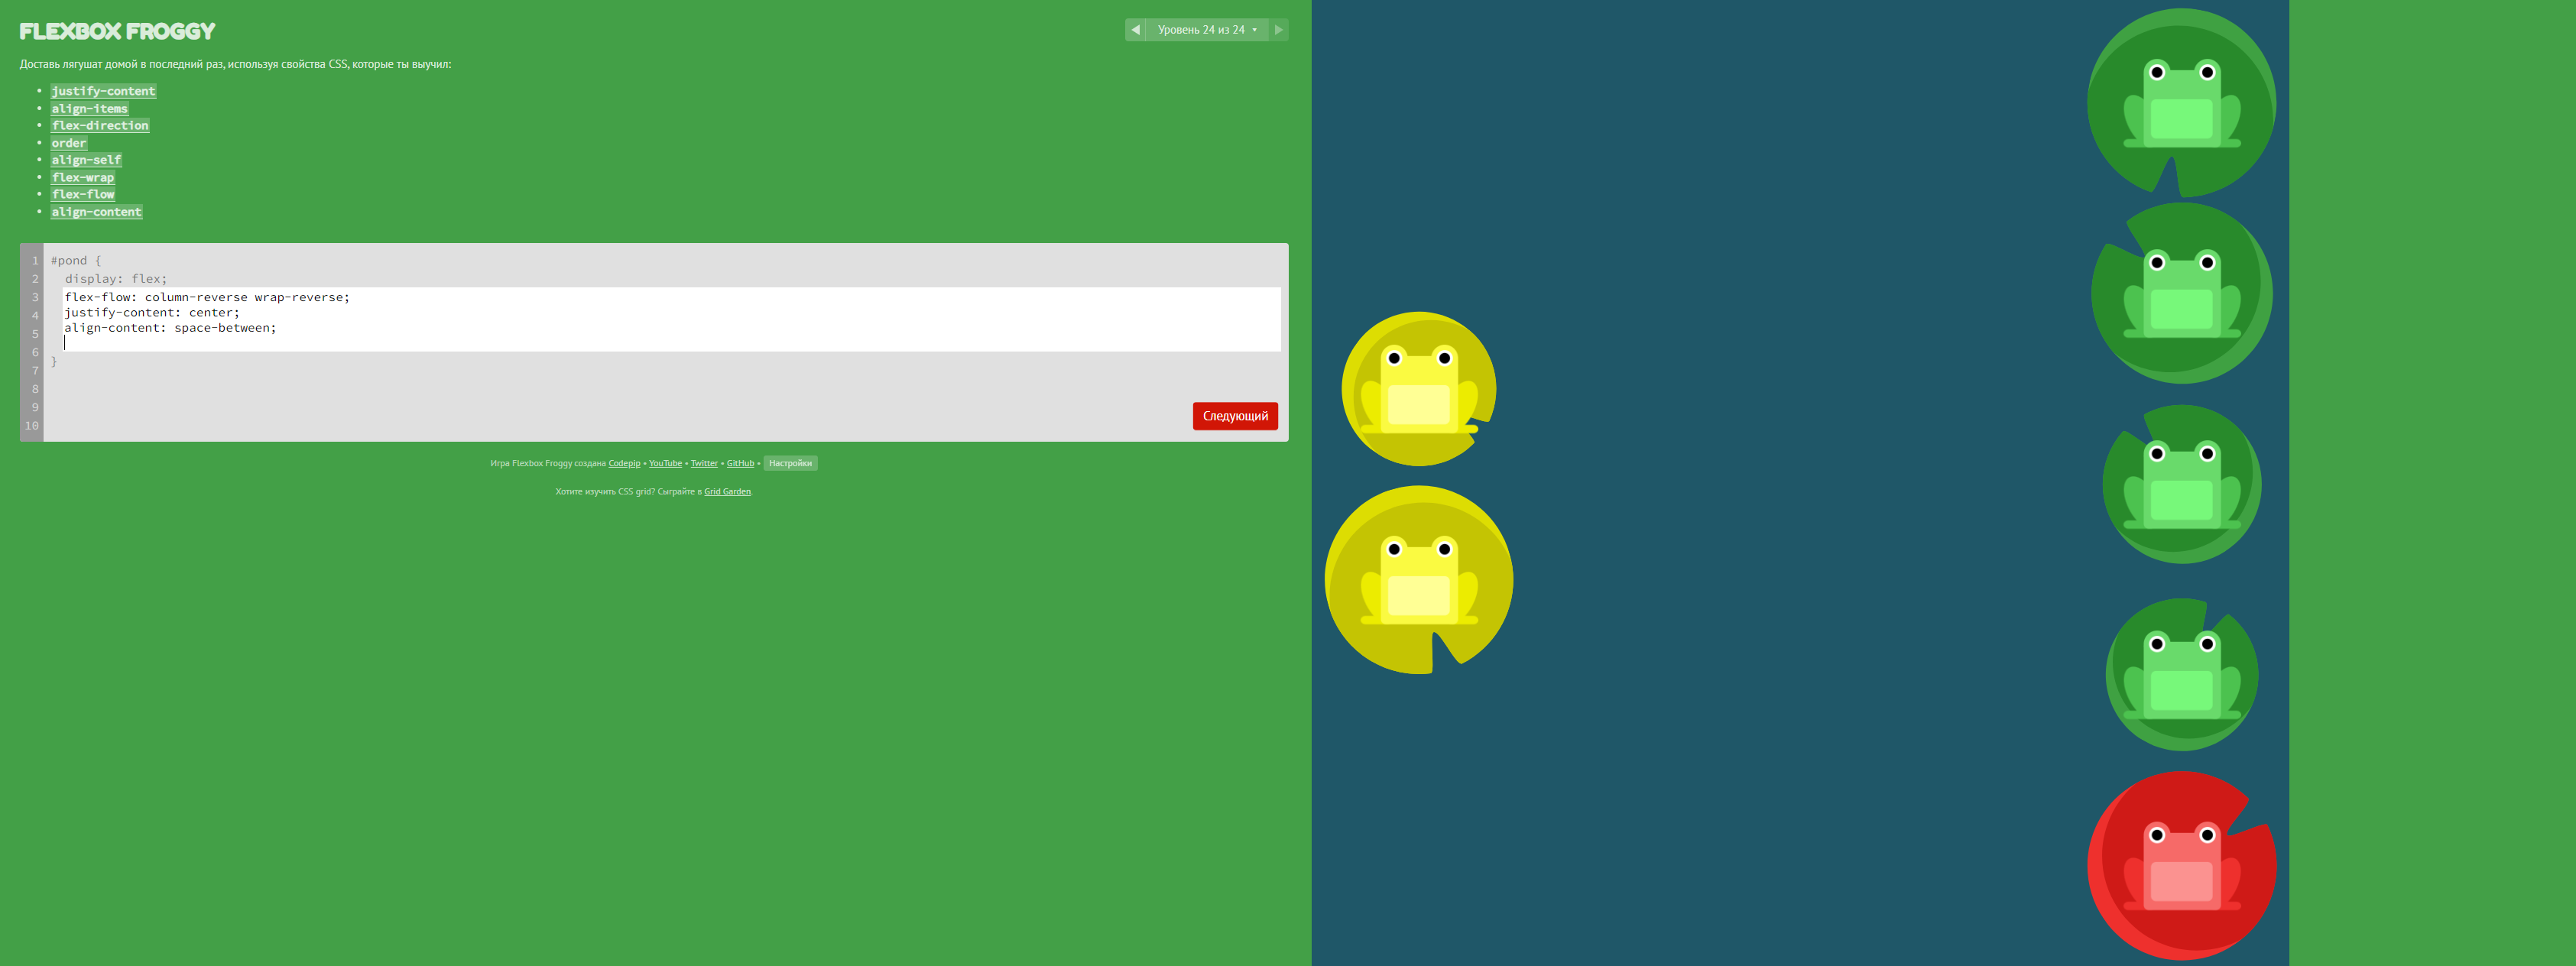 FLEXBOX FROGGY
Уровень 24 из 24
Доставь лягушат домой в последний раз, используя свойства CSS, которые ты выучил:
justify-content
align-items
flex-direction
order
align-self
flex-wrap
flex-flow
align-content
1 #pond {
2 display: flex;
3 flex-flow: column-reverse wrap-reverse;
4 justify-content: center;
5 align-content: space-between;
6
7 }
8
9
10
Следующий
Игра Flexbox Froggy создана Codepip • YouTube • Twitter • GitHub • Настройки
Хотите изучить CSS grid? Сыграйте в Grid Garden.